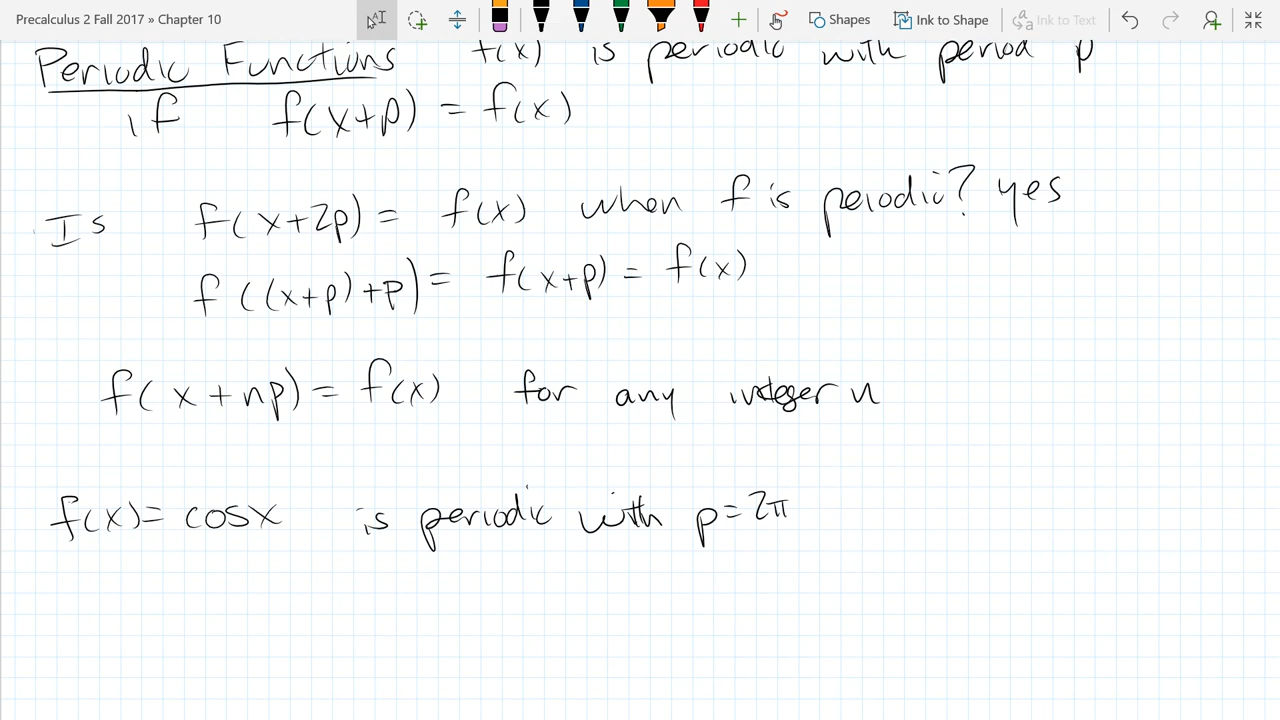 Precalculus 2 Fall 2017 » Chapter 10
Shapes Ink to Shape Ink to Text
Periodic Functions f(x) is periodic with period p
if f(x+p) = f(x)
Is f(x+2p) = f(x) when f is periodic? yes
f((x+p)+p) = f(x+p) = f(x)
f(x+np) = f(x) for any integer n
f(x) = cosx is periodic with p=2π